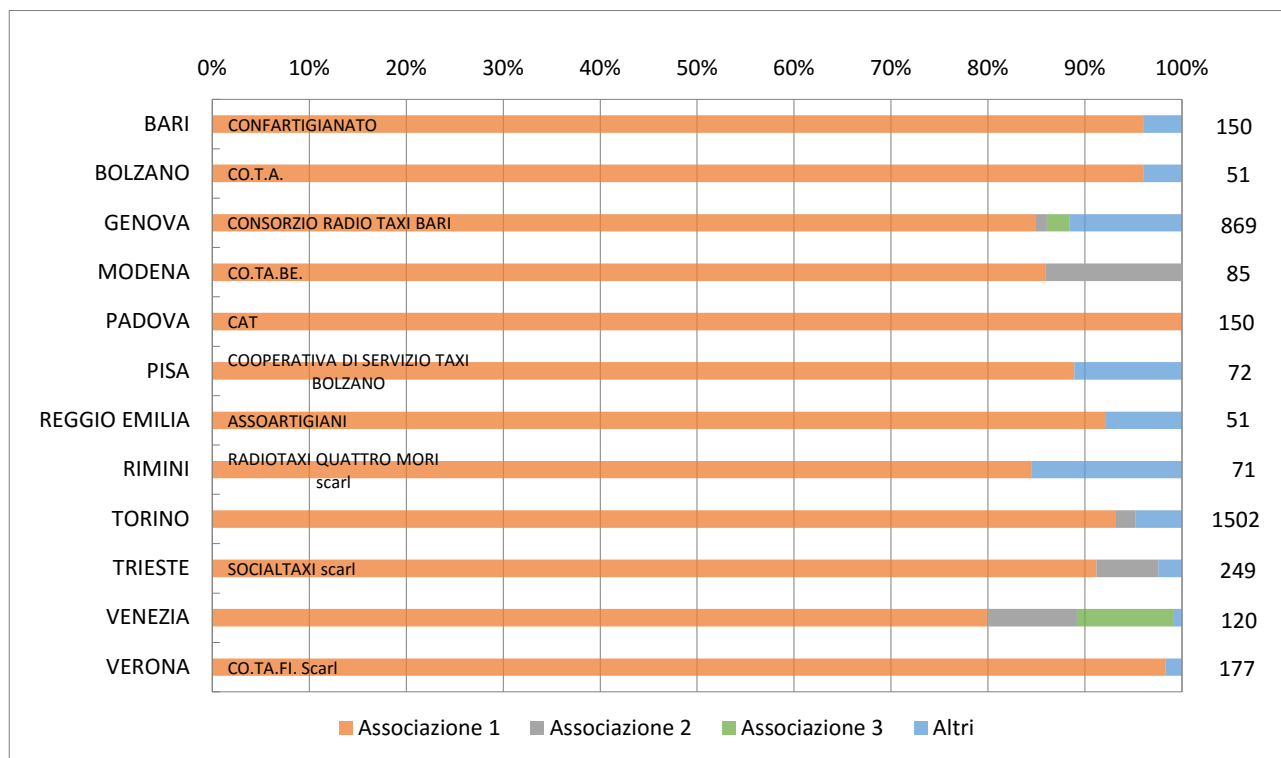 0% 10% 20% 30% 40% 50% 60% 70% 80% 90% 100%
BARI CONFARTIGIANATO 150
BOLZANO CO.T.A. 51
GENOVA CONSORZIO RADIO TAXI BARI 869
MODENA CO.TA.BE. 85
PADOVA CAT 150
PISA COOPERATIVA DI SERVIZIO TAXI 72
BOLZANO
REGGIO EMILIA ASSOARTIGIANI 51
RIMINI RADIOTAXI QUATTRO MORI 71
scarl
TORINO 1502
TRIESTE SOCIALTAXI scarl 249
VENEZIA 120
VERONA CO.TA.FI. Scarl 177
Associazione 1 Associazione 2 Associazione 3 Altri